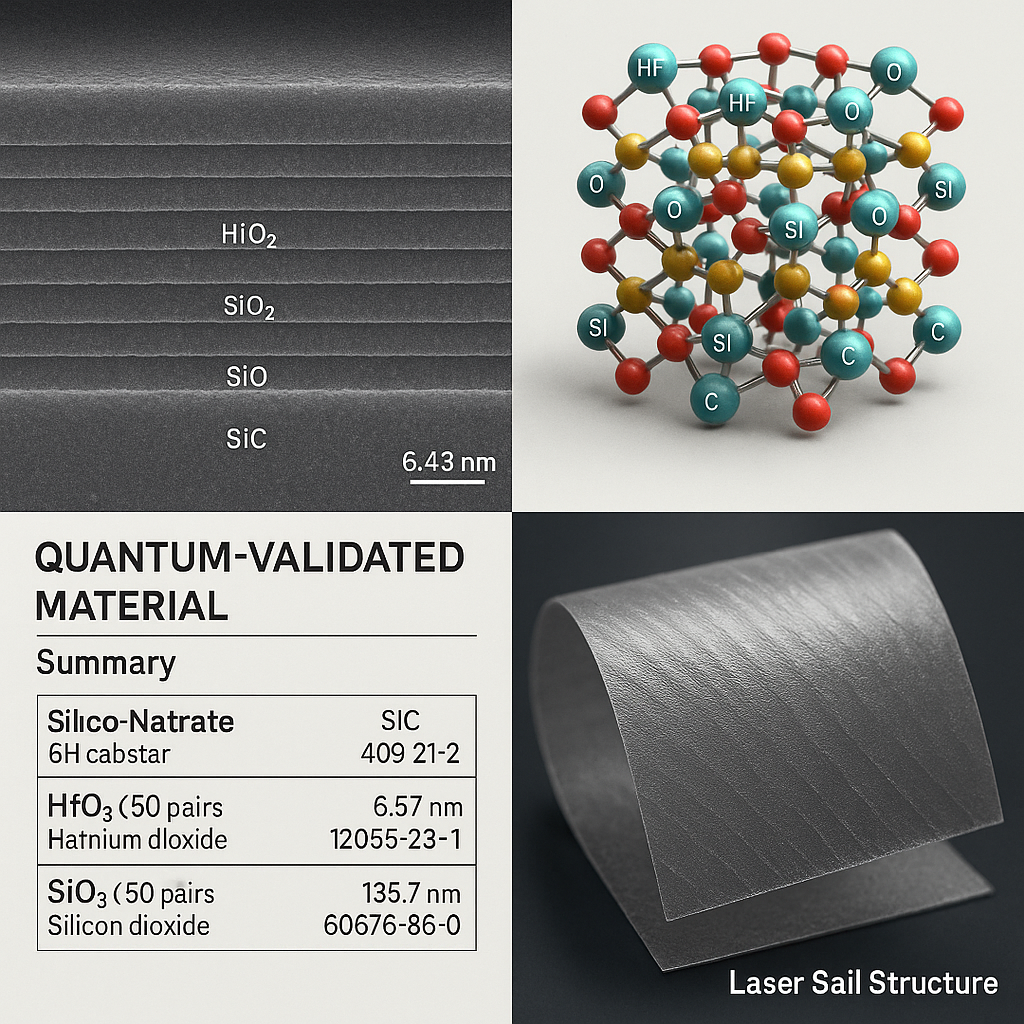 HiO₂
SiO₂
SiO
SiC
6.43 nm
HF
O
HF
O
O
SI
O
SI
O
SI
SI
C
C
C
QUANTUM-VALIDATED
MATERIAL
Summary
Silico-Natrate SIC
6H cabstar 409 21-2
HfO₃ (50 pairs 6.57 nm
Hatnium dloxide 12055-23-1
SiO₃ (50 pairs 135.7 nm
Silicon dioxide 60676-86-0
Laser Sail Structure